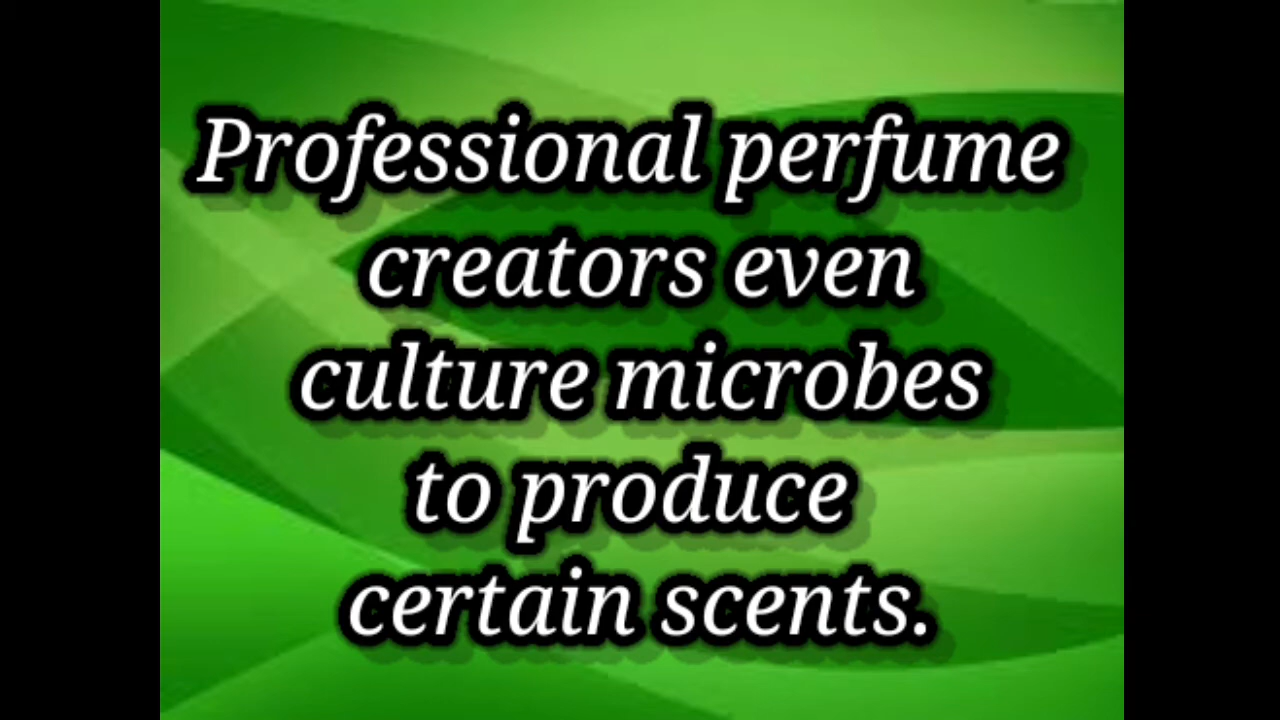 Professional perfume
creators even
culture microbes
to produce
certain scents.